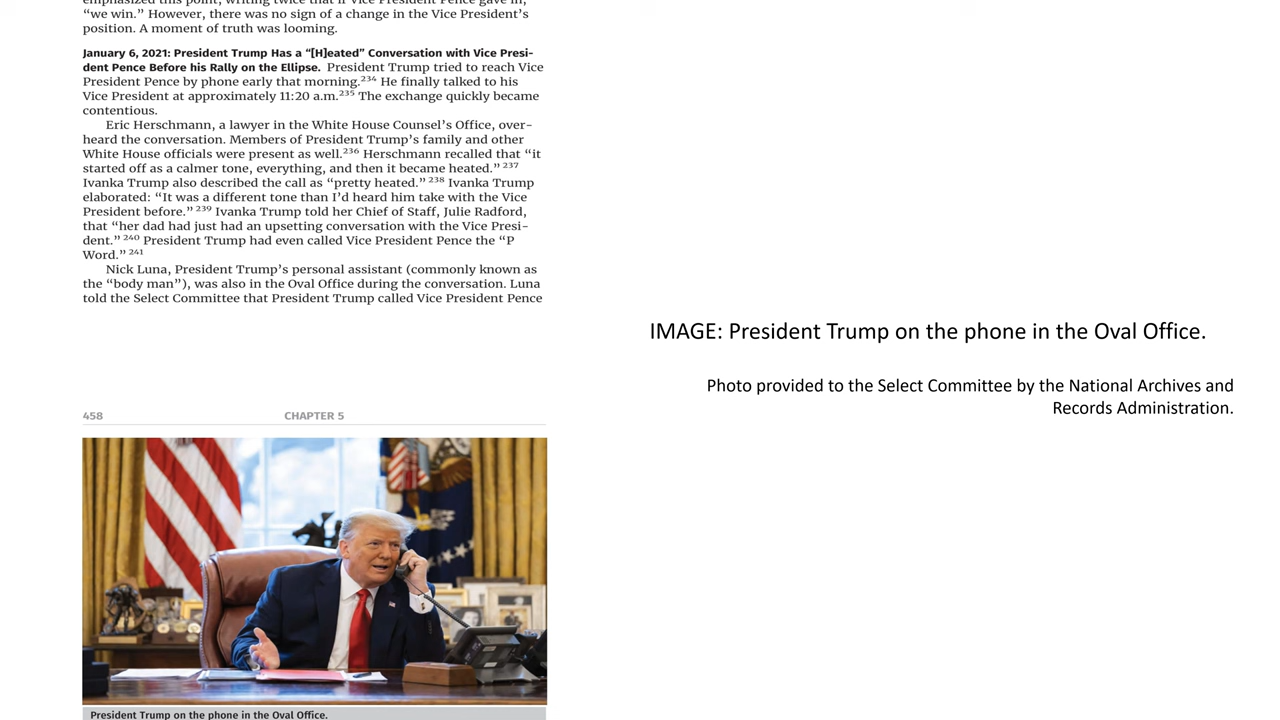 emphasized this point, writing twice that if Vice President Pence gave in,
“we win.” However, there was no sign of a change in the Vice President’s
position. A moment of truth was looming.
January 6, 2021: President Trump Has a “[H]eated” Conversation with Vice Presi-
dent Pence Before his Rally on the Ellipse. President Trump tried to reach Vice
President Pence by phone early that morning.234 He finally talked to his
Vice President at approximately 11:20 a.m.235 The exchange quickly became
contentious.
Eric Herschmann, a lawyer in the White House Counsel’s Office, over-
heard the conversation. Members of President Trump’s family and other
White House officials were present as well.236 Herschmann recalled that “it
started off as a calmer tone, everything, and then it became heated.” 237
Ivanka Trump also described the call as “pretty heated.” 238 Ivanka Trump
elaborated: “It was a different tone than I’d heard him take with the Vice
President before.” 239 Ivanka Trump told her Chief of Staff, Julie Radford,
that “her dad had just had an upsetting conversation with the Vice Presi-
dent.” 240 President Trump had even called Vice President Pence the “P
Word.” 241
Nick Luna, President Trump’s personal assistant (commonly known as
the “body man”), was also in the Oval Office during the conversation. Luna
told the Select Committee that President Trump called Vice President Pence
458 CHAPTER 5
President Trump on the phone in the Oval Office.
IMAGE: President Trump on the phone in the Oval Office.
Photo provided to the Select Committee by the National Archives and
Records Administration.